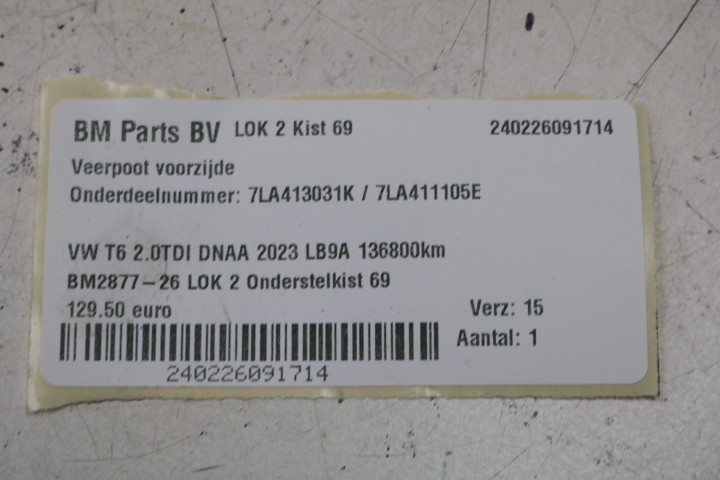 BM Parts BV LOK 2 Kist 69 240226091714
Veerpoot voorzijde
Onderdeelnummer: 7LA413031K / 7LA411105E
VW T6 2.0TDI DNAA 2023 LB9A 136800km
BM2877-26 LOK 2 Onderstelkist 69
129.50 euro Verz: 15
Aantal: 1
240226091714